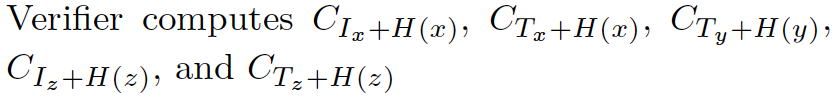 Verifier computes $C_{I_x+H(x)}$, $C_{T_x+H(x)}$, $C_{T_y+H(y)}$,
$C_{I_z+H(z)}$, and $C_{T_z+H(z)}$